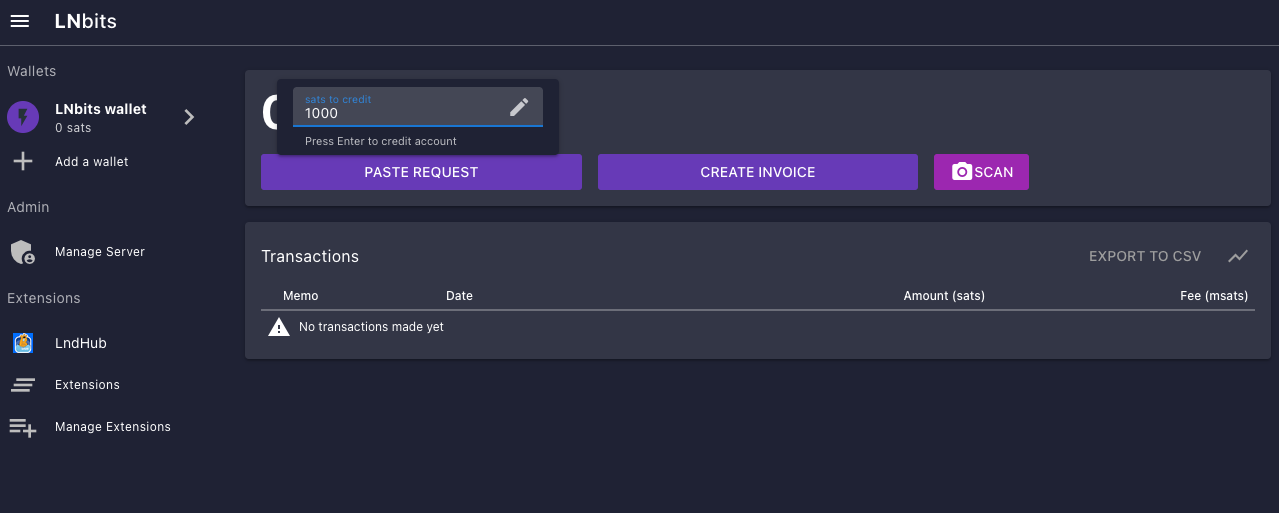 LNbits
Wallets
LNbits wallet
0 sats
Add a wallet
Admin
Manage Server
Extensions
LndHub
Extensions
Manage Extensions
sats to credit
1000
Press Enter to credit account
PASTE REQUEST
CREATE INVOICE
SCAN
Transactions
EXPORT TO CSV
Memo Date Amount (sats) Fee (msats)
No transactions made yet